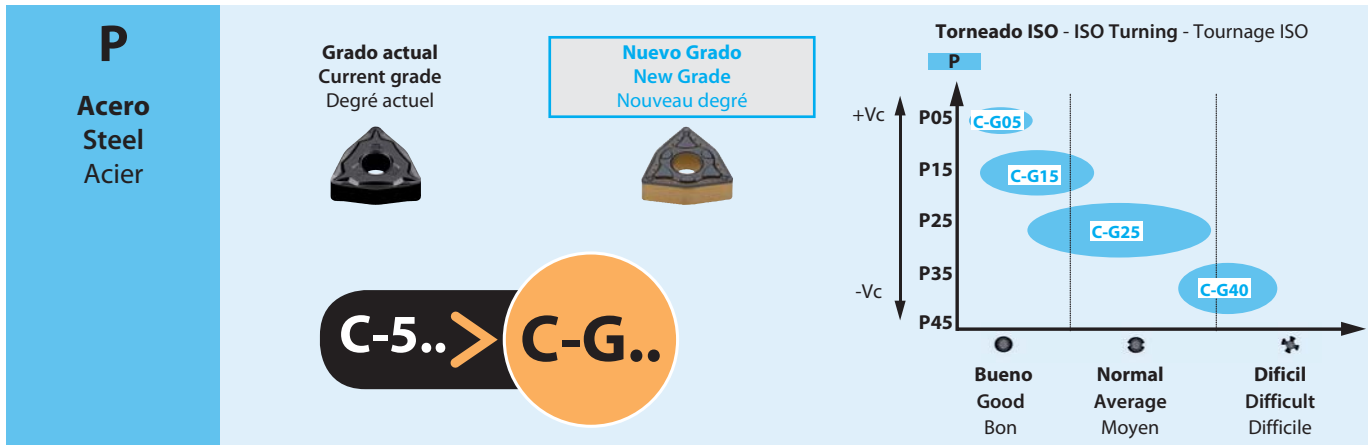 P
Acero
Steel
Acier
Grado actual
Current grade
Degré actuel
Nuevo Grado
New Grade
Nouveau degré
C-5.. > C-G..
Torneado ISO - ISO Turning - Tournage ISO
P
+Vc
-Vc
P05
P15
P25
P35
P45
C-G05
C-G15
C-G25
C-G40
Bueno
Good
Bon
Normal
Average
Moyen
Dificil
Difficult
Difficile